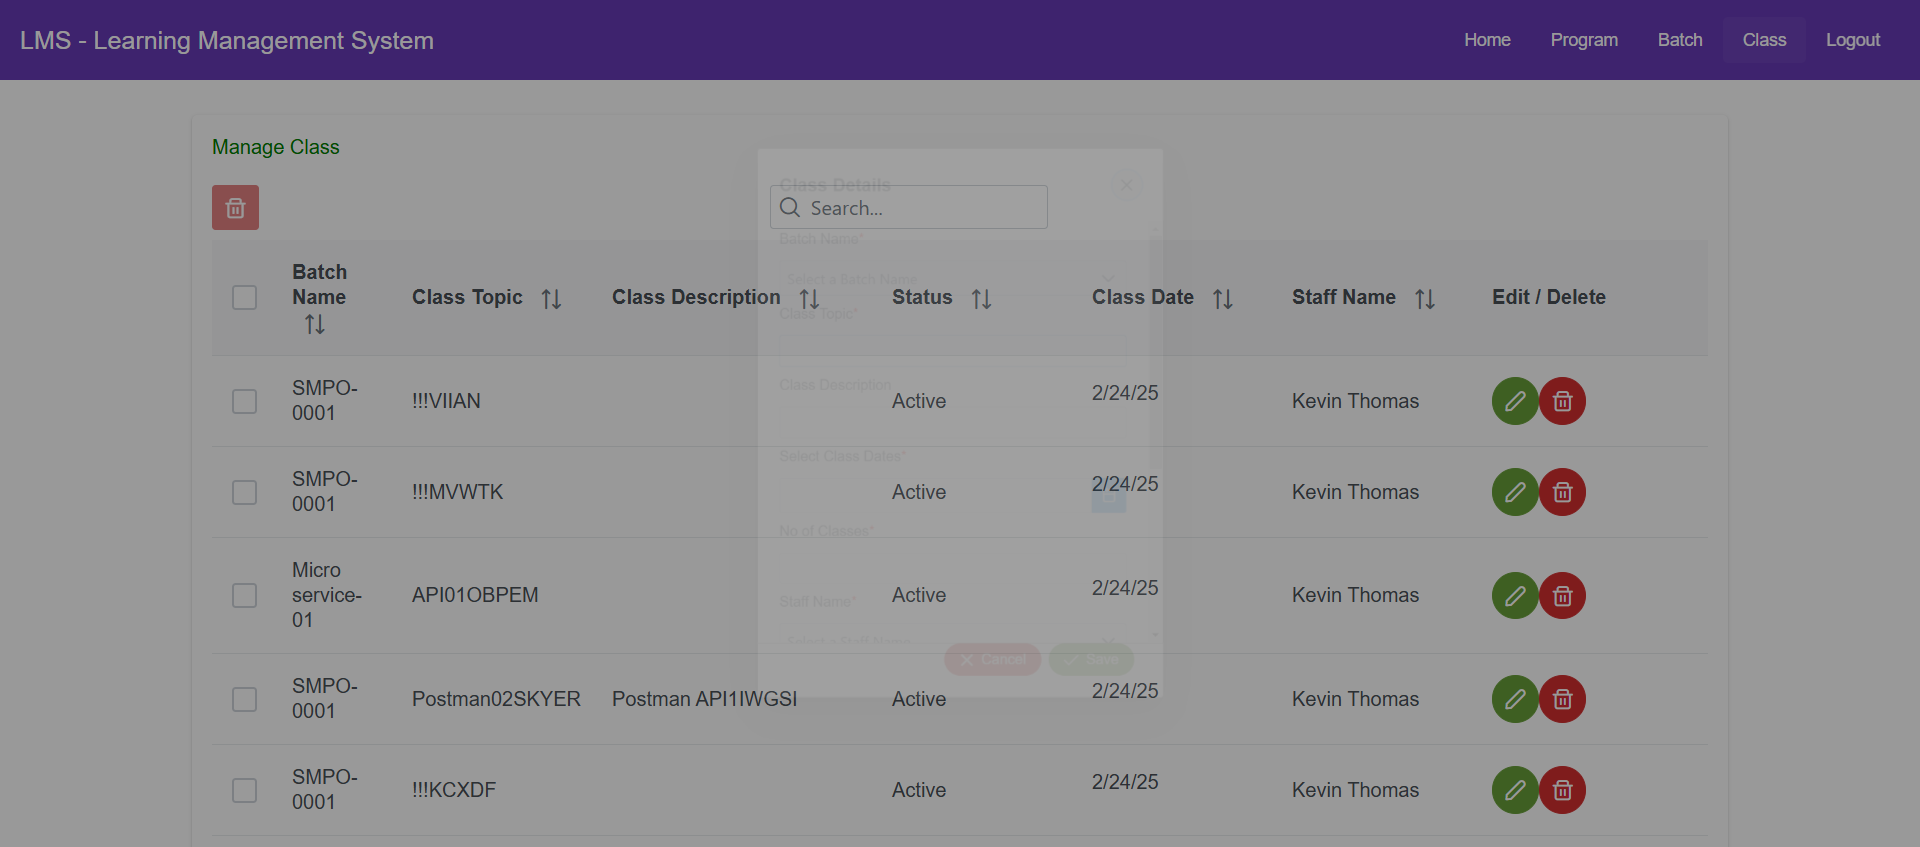 LMS - Learning Management System
Home Program Batch Class Logout
Manage Class
Class Details
Search...
Batch Name*
Select a Batch Name
Batch Name Class Topic Class Description Status Class Date Staff Name Edit / Delete
Class Topic*
Class Description
SMPO-0001 !!!VIIAN Active 2/24/25 Kevin Thomas
Select Class Dates*
SMPO-0001 !!!MVWTK Active 2/24/25 Kevin Thomas
No of Classes*
Micro service-01 API01OBPEM Active 2/24/25 Kevin Thomas
Staff Name*
Select a Staff Name
Cancel Save
SMPO-0001 Postman02SKYER Postman API1IWGSI Active 2/24/25 Kevin Thomas
SMPO-0001 !!!KCXDF Active 2/24/25 Kevin Thomas